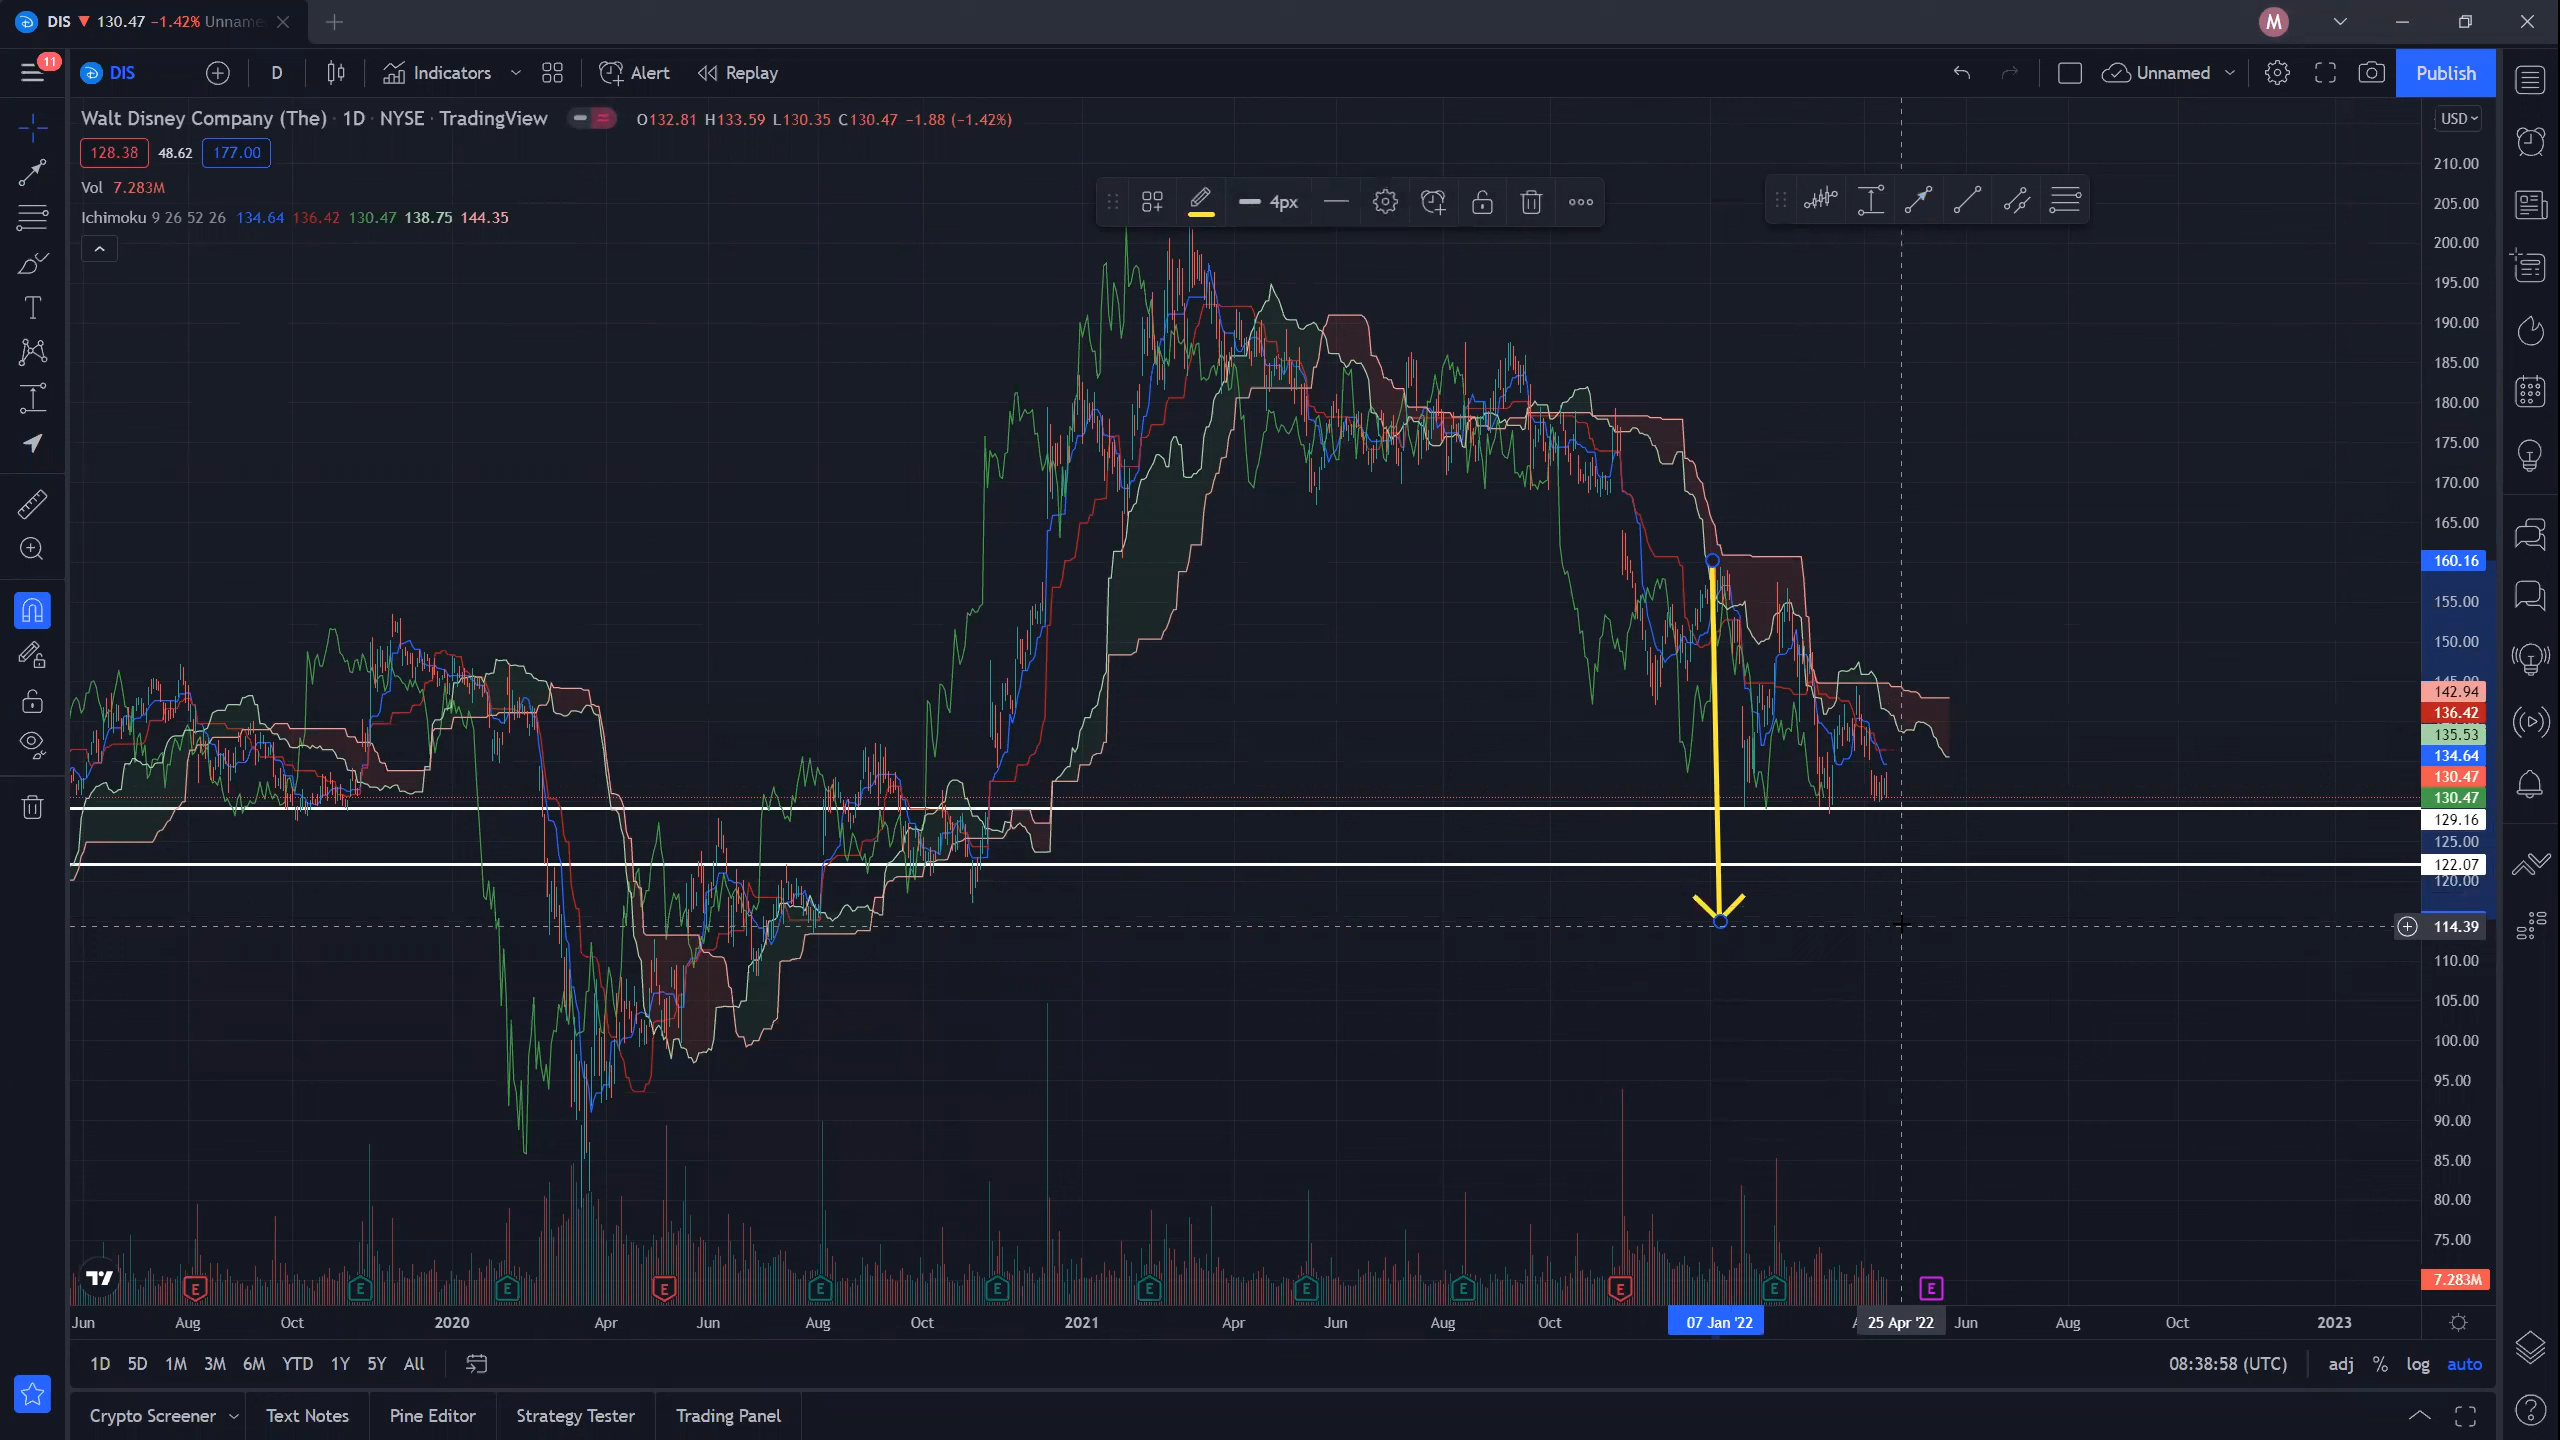 DIS ▼ 130.47 −1.42% Unname
M
11
DIS
D
Indicators
Alert
Replay
Unnamed
Publish
Walt Disney Company (The) · 1D · NYSE · TradingView
O132.81 H133.59 L130.35 C130.47 −1.88 (−1.42%)
USD
128.38 48.62 177.00
Vol 7.283M
4px
Ichimoku 9 26 52 26 134.64 136.42 130.47 138.75 144.35
210.00
205.00
200.00
195.00
190.00
185.00
180.00
175.00
170.00
165.00
160.16
155.00
150.00
142.94
136.42
135.53
134.64
130.47
130.47
129.16
125.00
122.07
120.00
114.39
110.00
105.00
100.00
95.00
90.00
85.00
80.00
75.00
7.283M
E E E E E E E E E E E E
Jun Aug Oct 2020 Apr Jun Aug Oct 2021 Apr Jun Aug Oct 07 Jan '22 25 Apr '22 Jun Aug Oct 2023
1D 5D 1M 3M 6M YTD 1Y 5Y All
08:38:58 (UTC) adj % log auto
Crypto Screener Text Notes Pine Editor Strategy Tester Trading Panel